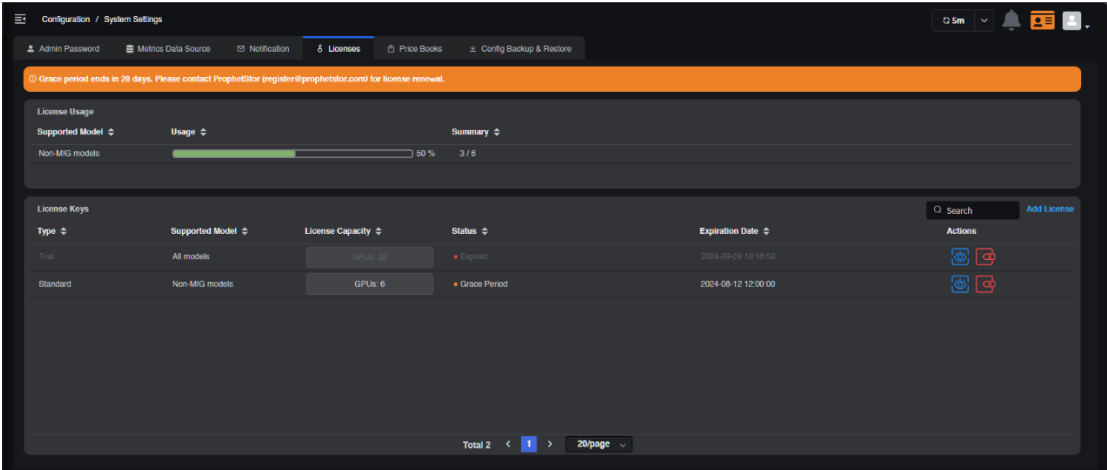 Configuration / System Settings
5m
Admin Password Metrics Data Source Notification Licenses Price Books Config Backup & Restore
Grace period ends in 28 days. Please contact ProphetStor (register@prophetstor.com) for license renewal.
License Usage
Supported Model Usage Summary
Non-MIG models 50 % 3 / 6
License Keys Search Add License
Type Supported Model License Capacity Status Expiration Date Actions
Trial All models GPUs: 32 Expired 2024-09-09 10:16:50
Standard Non-MIG models GPUs: 6 Grace Period 2024-08-12 12:00:00
Total 2 < 1 > 20/page